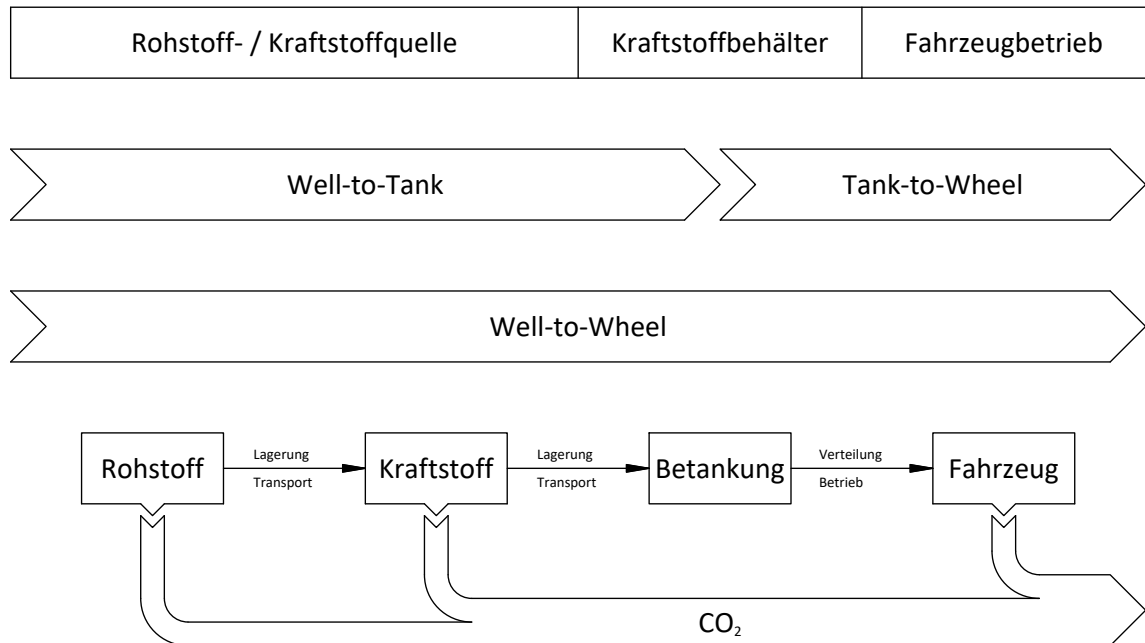 Rohstoff- / Kraftstoffquelle
Kraftstoffbehälter
Fahrzeugbetrieb
Well-to-Tank
Tank-to-Wheel
Well-to-Wheel
Rohstoff
Lagerung
Transport
Kraftstoff
Lagerung
Transport
Betankung
Verteilung
Betrieb
Fahrzeug
CO₂